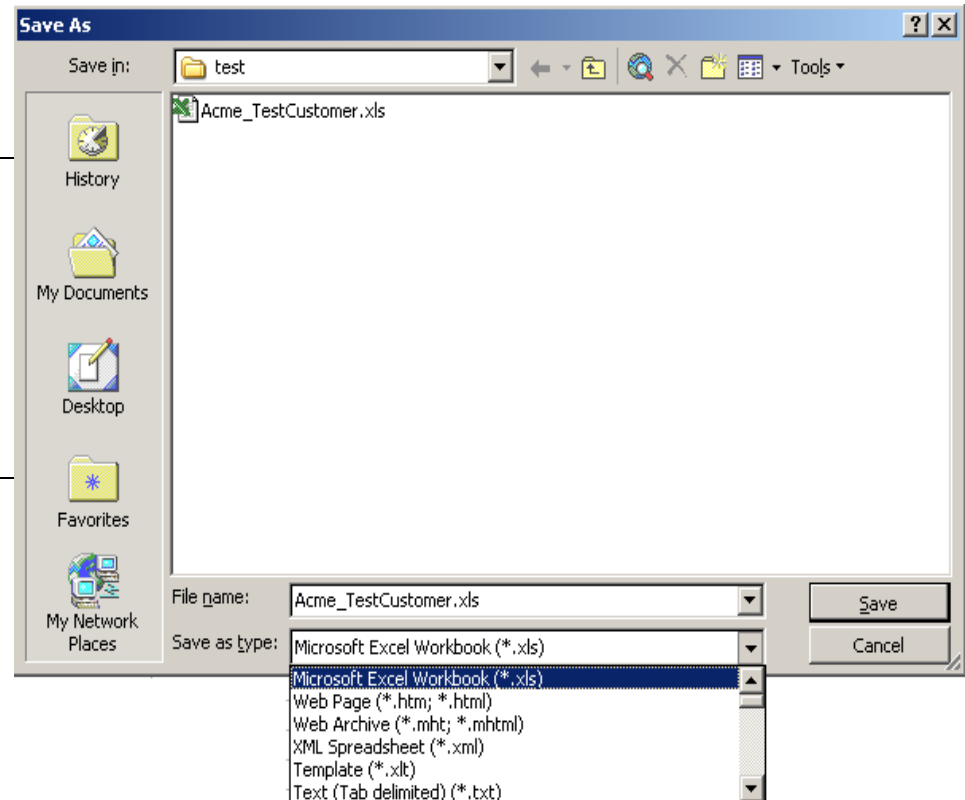 Save As
Save in:
test
Tools
Acme_TestCustomer.xls
History
My Documents
Desktop
Favorites
My Network
Places
File name:
Acme_TestCustomer.xls
Save
Save as type:
Microsoft Excel Workbook (*.xls)
Cancel
Microsoft Excel Workbook (*.xls)
Web Page (*.htm; *.html)
Web Archive (*.mht; *.mhtml)
XML Spreadsheet (*.xml)
Template (*.xlt)
Text (Tab delimited) (*.txt)